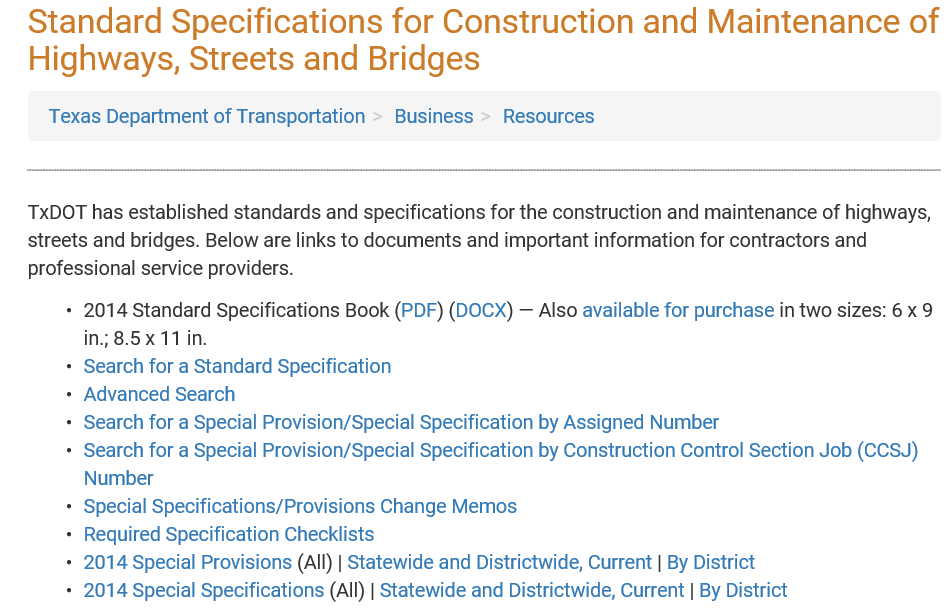 Standard Specifications for Construction and Maintenance of
Highways, Streets and Bridges
Texas Department of Transportation > Business > Resources
TxDOT has established standards and specifications for the construction and maintenance of highways,
streets and bridges. Below are links to documents and important information for contractors and
professional service providers.
• 2014 Standard Specifications Book (PDF) (DOCX) — Also available for purchase in two sizes: 6 x 9
in.; 8.5 x 11 in.
• Search for a Standard Specification
• Advanced Search
• Search for a Special Provision/Special Specification by Assigned Number
• Search for a Special Provision/Special Specification by Construction Control Section Job (CCSJ)
Number
• Special Specifications/Provisions Change Memos
• Required Specification Checklists
• 2014 Special Provisions (All) | Statewide and Districtwide, Current | By District
• 2014 Special Specifications (All) | Statewide and Districtwide, Current | By District